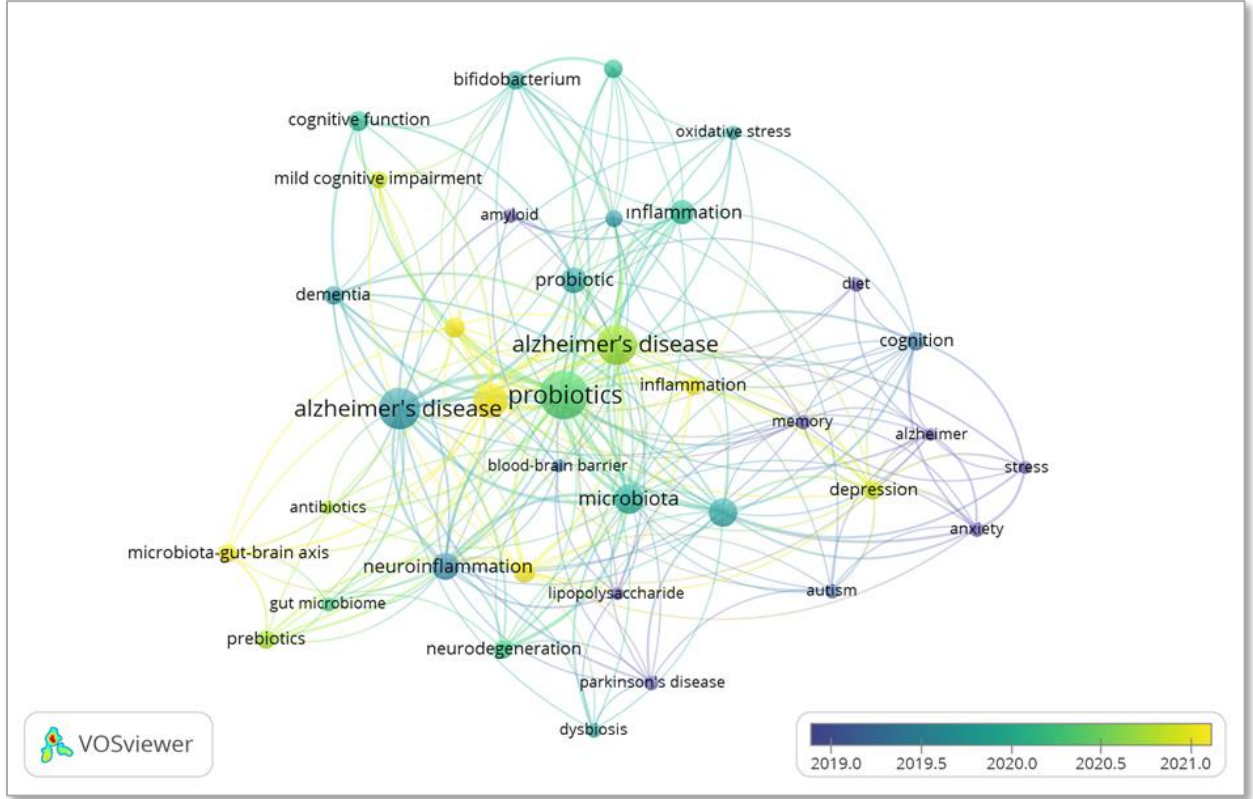 bifidobacterium
cognitive function
oxidative stress
mild cognitive impairment
amyloid
inflammation
probiotic
diet
dementia
cognition
alzheimer’s disease
inflammation
probiotics
alzheimer's disease
memory
alzheimer
blood-brain barrier
stress
depression
microbiota
antibiotics
anxiety
microbiota-gut-brain axis
neuroinflammation
lipopolysaccharide
autism
gut microbiome
prebiotics
neurodegeneration
parkinson's disease
dysbiosis
VOSviewer
2019.0 2019.5 2020.0 2020.5 2021.0